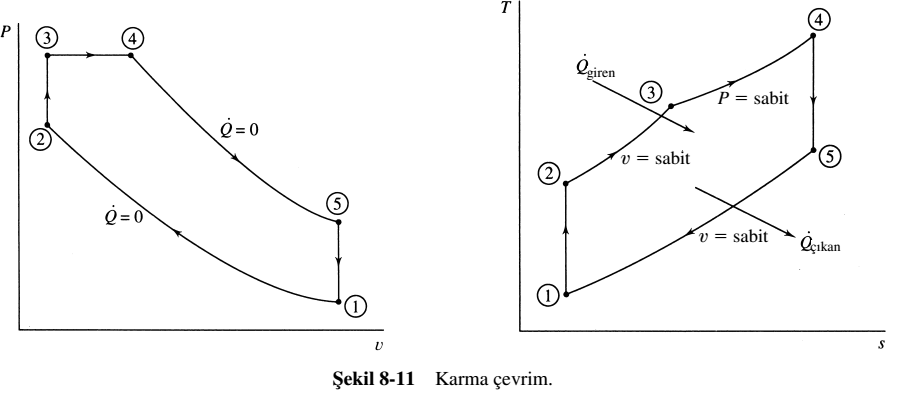 P
③
④
②
Q̇ = 0
Q̇ = 0
⑤
①
v
T
④
Q̇giren
③
P = sabit
②
v = sabit
⑤
v = sabit
Q̇çıkan
①
s
Şekil 8-11 Karma çevrim.